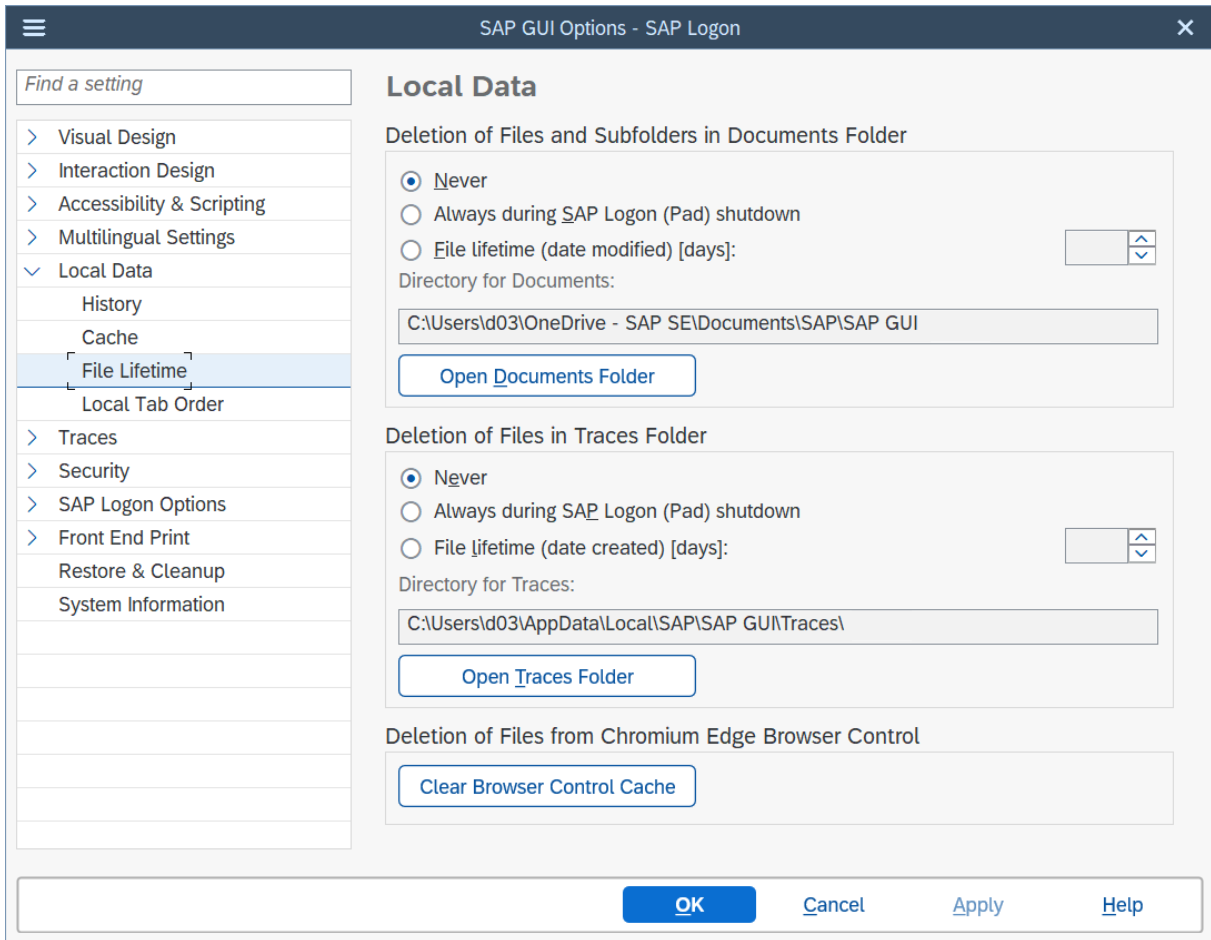 SAP GUI Options - SAP Logon
Find a setting
Visual Design
Interaction Design
Accessibility & Scripting
Multilingual Settings
Local Data
History
Cache
File Lifetime
Local Tab Order
Traces
Security
SAP Logon Options
Front End Print
Restore & Cleanup
System Information
Local Data
Deletion of Files and Subfolders in Documents Folder
Never
Always during SAP Logon (Pad) shutdown
File lifetime (date modified) [days]:
Directory for Documents:
C:\Users\d03\OneDrive - SAP SE\Documents\SAP\SAP GUI
Open Documents Folder
Deletion of Files in Traces Folder
Never
Always during SAP Logon (Pad) shutdown
File lifetime (date created) [days]:
Directory for Traces:
C:\Users\d03\AppData\Local\SAP\SAP GUI\Traces\
Open Traces Folder
Deletion of Files from Chromium Edge Browser Control
Clear Browser Control Cache
OK Cancel Apply Help